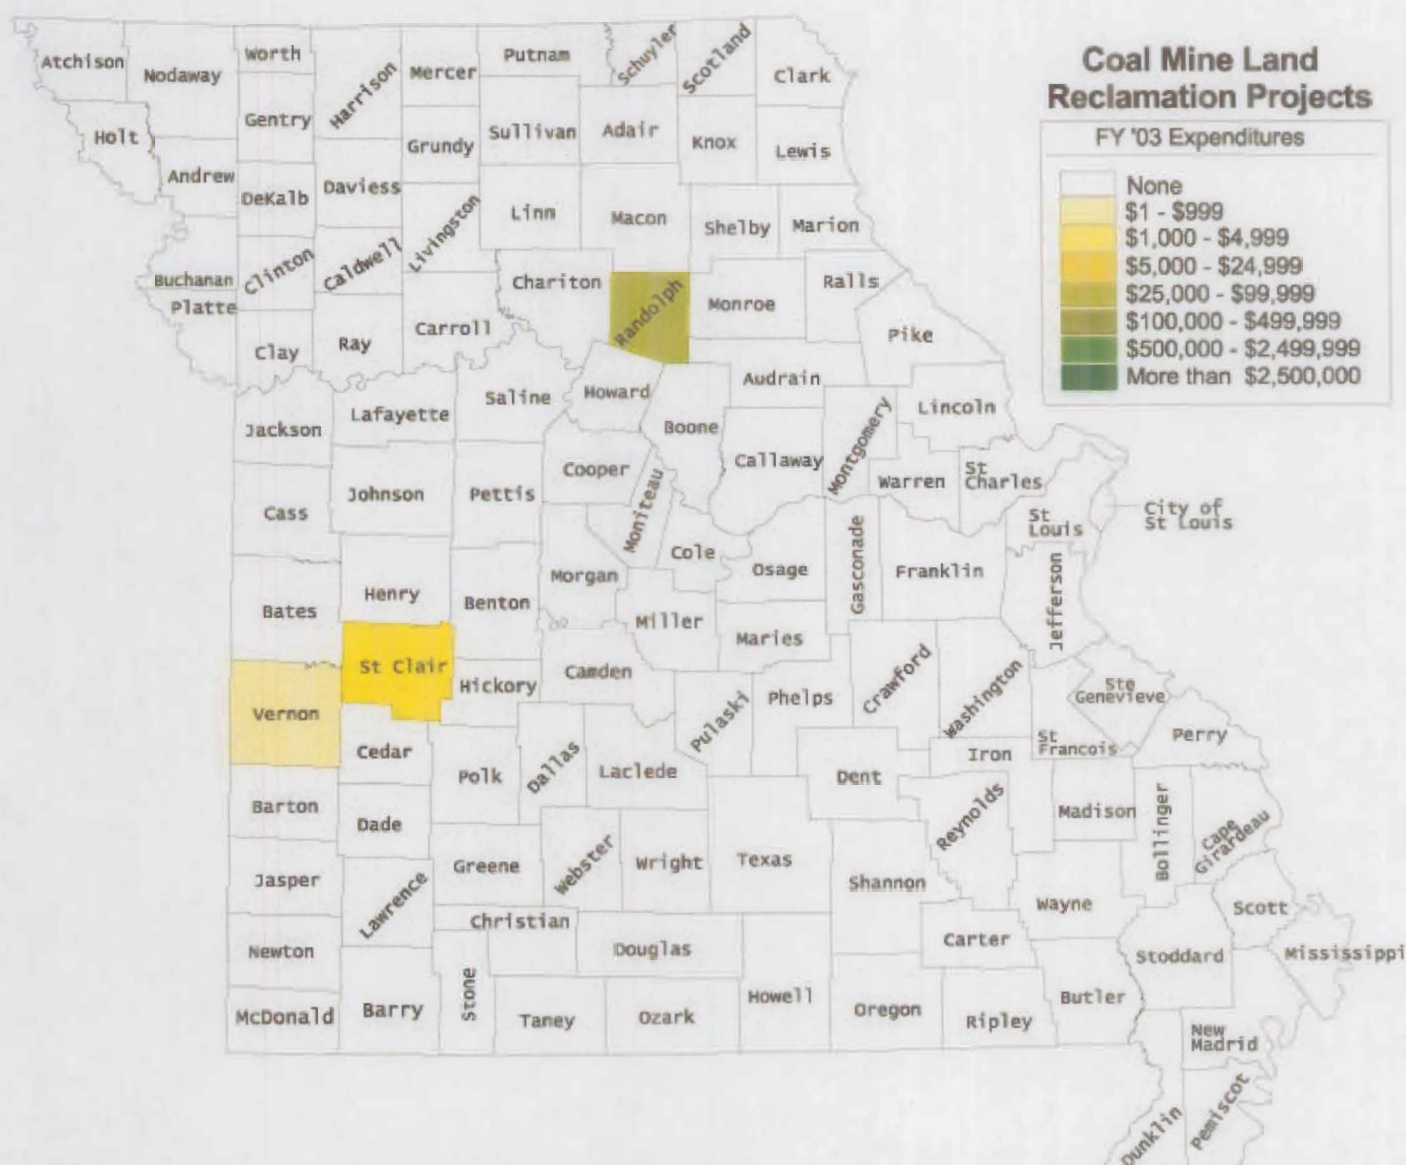 Coal Mine Land
Reclamation Projects
FY '03 Expenditures
None
$1 - $999
$1,000 - $4,999
$5,000 - $24,999
$25,000 - $99,999
$100,000 - $499,999
$500,000 - $2,499,999
More than $2,500,000
Atchison
Nodaway
Worth
Harrison
Mercer
Putnam
Schuyler
Scotland
Clark
Holt
Gentry
Grundy
Sullivan
Adair
Knox
Lewis
Andrew
DeKalb
Daviess
Livingston
Linn
Macon
Shelby
Marion
Buchanan
Clinton
Caldwell
Chariton
Randolph
Monroe
Ralls
Platte
Clay
Ray
Carroll
Pike
Jackson
Lafayette
Saline
Howard
Boone
Audrain
Callaway
Montgomery
Lincoln
Cass
Johnson
Pettis
Cooper
Moniteau
Warren
St
Charles
St
Louis
City of
St Louis
Bates
Henry
Benton
Morgan
Cole
Osage
Gasconade
Franklin
Jefferson
Miller
Maries
St Clair
Vernon
Hickory
Camden
Pulaski
Phelps
Crawford
Washington
Ste
Genevieve
St
Francois
Perry
Cedar
Polk
Dallas
Laclede
Dent
Iron
Reynolds
Madison
Bollinger
Cape
Girardeau
Barton
Dade
Greene
Webster
Wright
Texas
Shannon
Wayne
Scott
Jasper
Lawrence
Christian
Douglas
Carter
Stoddard
Mississippi
Newton
Stone
Howell
Butler
McDonald
Barry
Taney
Ozark
Oregon
Ripley
New
Madrid
Dunklin
Pemiscot